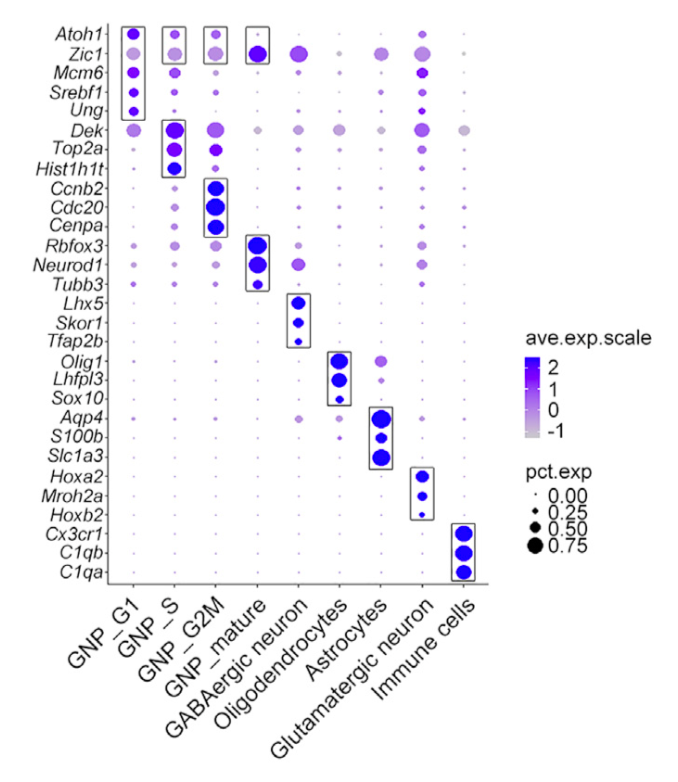 Atoh1
Zic1
Mcm6
Srebf1
Ung
Dek
Top2a
Hist1h1t
Ccnb2
Cdc20
Cenpa
Rbfox3
Neurod1
Tubb3
Lhx5
Skor1
Tfap2b
Olig1
Lhfpl3
Sox10
Aqp4
S100b
Slc1a3
Hoxa2
Mroh2a
Hoxb2
Cx3cr1
C1qb
C1qa
GNP_G1
GNP_S
GNP_G2M
GNP_mature
GABAergic neuron
Oligodendrocytes
Astrocytes
Glutamatergic neuron
Immune cells
ave.exp.scale
2
1
0
-1
pct.exp
0.00
0.25
0.50
0.75